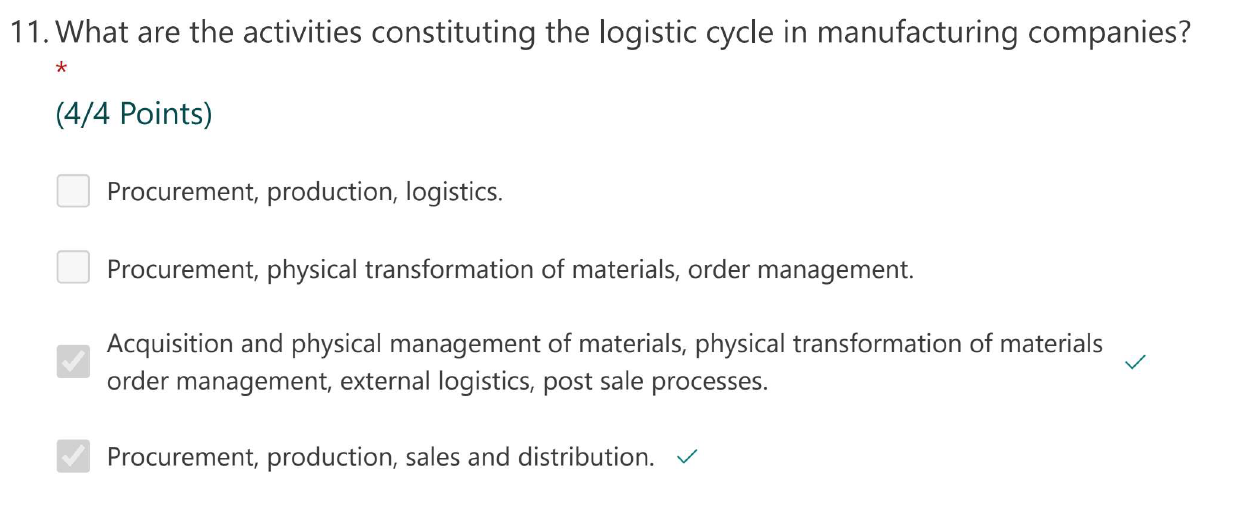 11. What are the activities constituting the logistic cycle in manufacturing companies?
*
(4/4 Points)
Procurement, production, logistics.
Procurement, physical transformation of materials, order management.
Acquisition and physical management of materials, physical transformation of materials
order management, external logistics, post sale processes.
Procurement, production, sales and distribution.